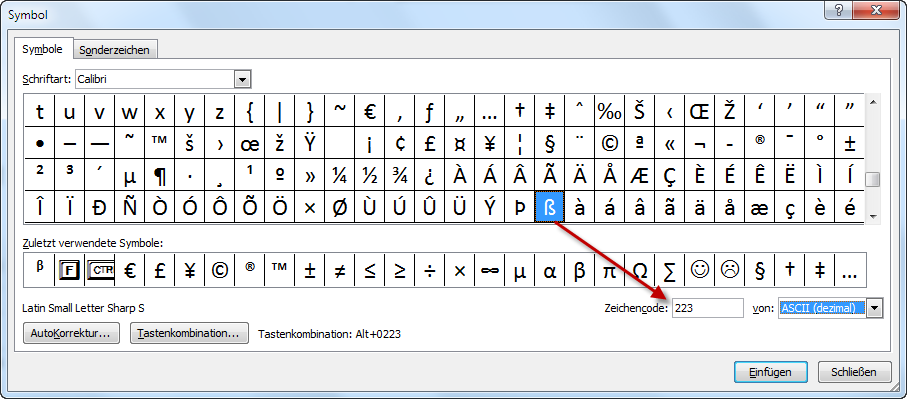 Symbol
Symbole Sonderzeichen
Schriftart: Calibri
t u v w x y z { | } ~ € ‚ ƒ „ … † ‡ ˆ ‰ Š ‹ Œ Ž ‘ ’ “ ”
• – — ˜ ™ š › œ ž Ÿ ¡ ¢ £ ¤ ¥ ¦ § ¨ © ª « ¬ - ® ¯ ° ±
² ³ ´ µ ¶ · ¸ ¹ º » ¼ ½ ¾ ¿ À Á Â Ã Ä Å Æ Ç È É Ê Ë Ì Í
Î Ï Ð Ñ Ò Ó Ô Õ Ö × Ø Ù Ú Û Ü Ý Þ ß à á â ã ä å æ ç è é
Zuletzt verwendete Symbole:
β F CTR € £ ¥ © ® ™ ± ≠ ≤ ≥ ÷ × ∞ µ α β π Ω ∑ ☺ ☹ § † ‡ …
Latin Small Letter Sharp S Zeichencode: 223 von: ASCII (dezimal)
AutoKorrektur... Tastenkombination... Tastenkombination: Alt+0223
Einfügen Schließen